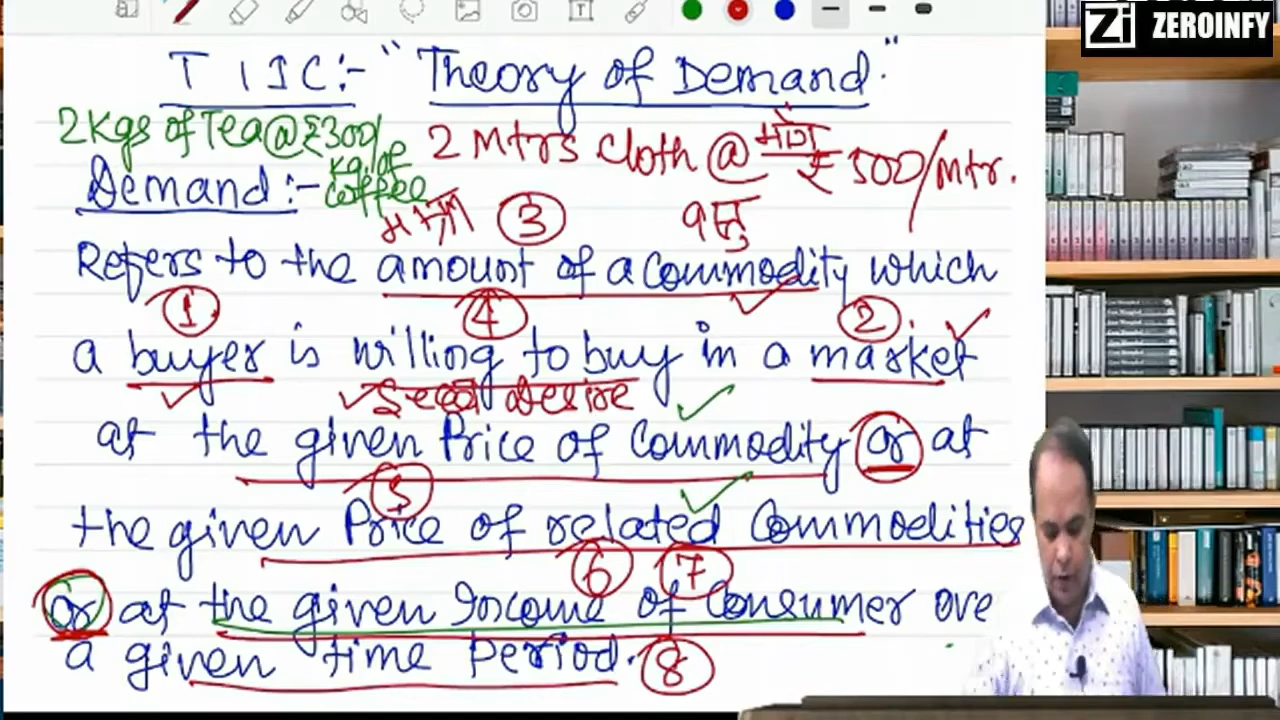 Zi ZEROINFY
T I I C:- "Theory of Demand"
2 Kgs of Tea@₹300/
kg. of
coffee
2 Mtrs cloth @ ₹ 500/Mtr.
Demand:-
3
Refers to the amount of a Commodity which
1 4 2
a buyer is willing to buy in a market
desire
at the given Price of Commodity or at
5
the given Price of related Commodities
6 7
or at the given Income of Consumer ove
a given time Period. 8